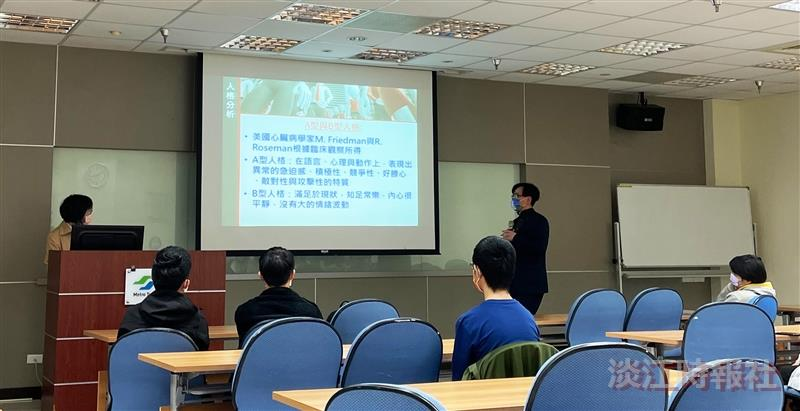 人格分析
A型與B型人格
• 美國心臟病學家M. Friedman與R.
Roseman根據臨床觀察所得
• A型人格：在語言、心理與動作上，表現出
異常的急迫感、積極性、競爭性、好勝心
、敵對性與攻擊性的特質
• B型人格：滿足於現狀，知足常樂，內心很
平靜，沒有大的情緒波動
淡江時報社